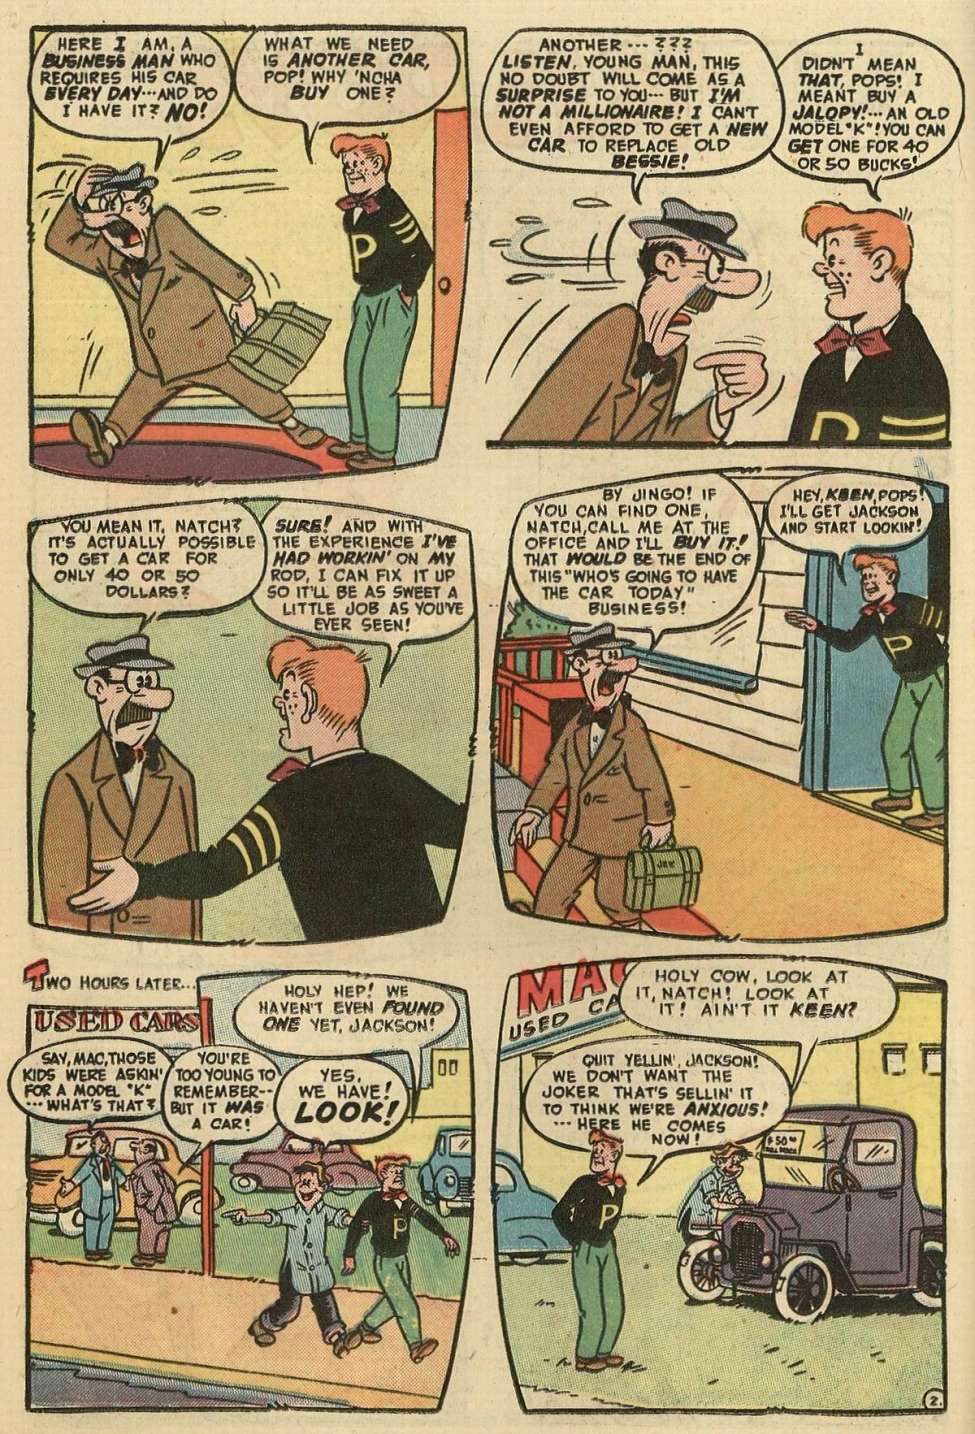 HERE I AM, A
BUSINESS MAN WHO
REQUIRES HIS CAR
EVERY DAY...AND DO
I HAVE IT? NO!
WHAT WE NEED
IS ANOTHER CAR,
POP! WHY 'NCHA
BUY ONE?
P
ANOTHER ... ???
LISTEN, YOUNG MAN, THIS
NO DOUBT WILL COME AS A
SURPRISE TO YOU... BUT I'M
NOT A MILLIONAIRE! I CAN'T
EVEN AFFORD TO GET A NEW
CAR TO REPLACE OLD
BESSIE!
I
DIDN'T MEAN
THAT, POPS! I
MEANT BUY A
JALOPY!...AN OLD
MODEL "K"! YOU CAN
GET ONE FOR 40
OR 50 BUCKS!
P
YOU MEAN IT, NATCH?
IT'S ACTUALLY POSSIBLE
TO GET A CAR FOR
ONLY 40 OR 50
DOLLARS?
SURE! AND WITH
THE EXPERIENCE I'VE
HAD WORKIN' ON MY
ROD, I CAN FIX IT UP
SO IT'LL BE AS SWEET A
LITTLE JOB AS YOU'VE
EVER SEEN!
BY JINGO! IF
YOU CAN FIND ONE,
NATCH, CALL ME AT THE
OFFICE AND I'LL BUY IT!
THAT WOULD BE THE END OF
THIS "WHO'S GOING TO HAVE
THE CAR TODAY"
BUSINESS!
HEY, KEEN, POPS!
I'LL GET JACKSON
AND START LOOKIN'!
P
TWO HOURS LATER...
USED CARS
HOLY HEP! WE
HAVEN'T EVEN FOUND
ONE YET, JACKSON!
SAY, MAC, THOSE
KIDS WERE ASKIN'
FOR A MODEL "K"
...WHAT'S THAT?
YOU'RE
TOO YOUNG TO
REMEMBER--
BUT IT WAS
A CAR!
YES,
WE HAVE!
LOOK!
P
MAC
USED CA
HOLY COW, LOOK AT
IT, NATCH! LOOK AT
IT! AIN'T IT KEEN?
QUIT YELLIN', JACKSON!
WE DON'T WANT THE
JOKER THAT'S SELLIN' IT
TO THINK WE'RE ANXIOUS!
...HERE HE COMES
NOW!
$50
P
2.